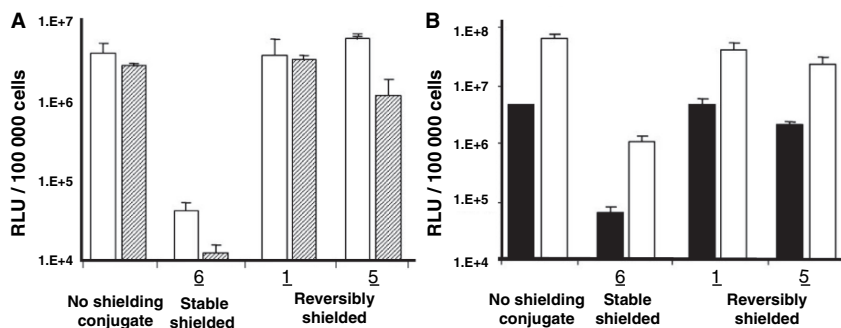 A
RLU / 100 000 cells
1.E+7
1.E+6
1.E+5
1.E+4
6
1
5
No shielding
conjugate
Stable
shielded
Reversibly
shielded
B
RLU / 100 000 cells
1.E+8
1.E+7
1.E+6
1.E+5
1.E+4
6
1
5
No shielding
conjugate
Stable
shielded
Reversibly
shielded